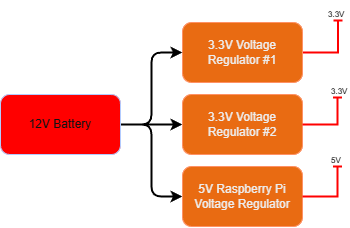 3.3V
3.3V Voltage
Regulator #1
12V Battery
3.3V
3.3V Voltage
Regulator #2
5V
5V Raspberry Pi
Voltage Regulator